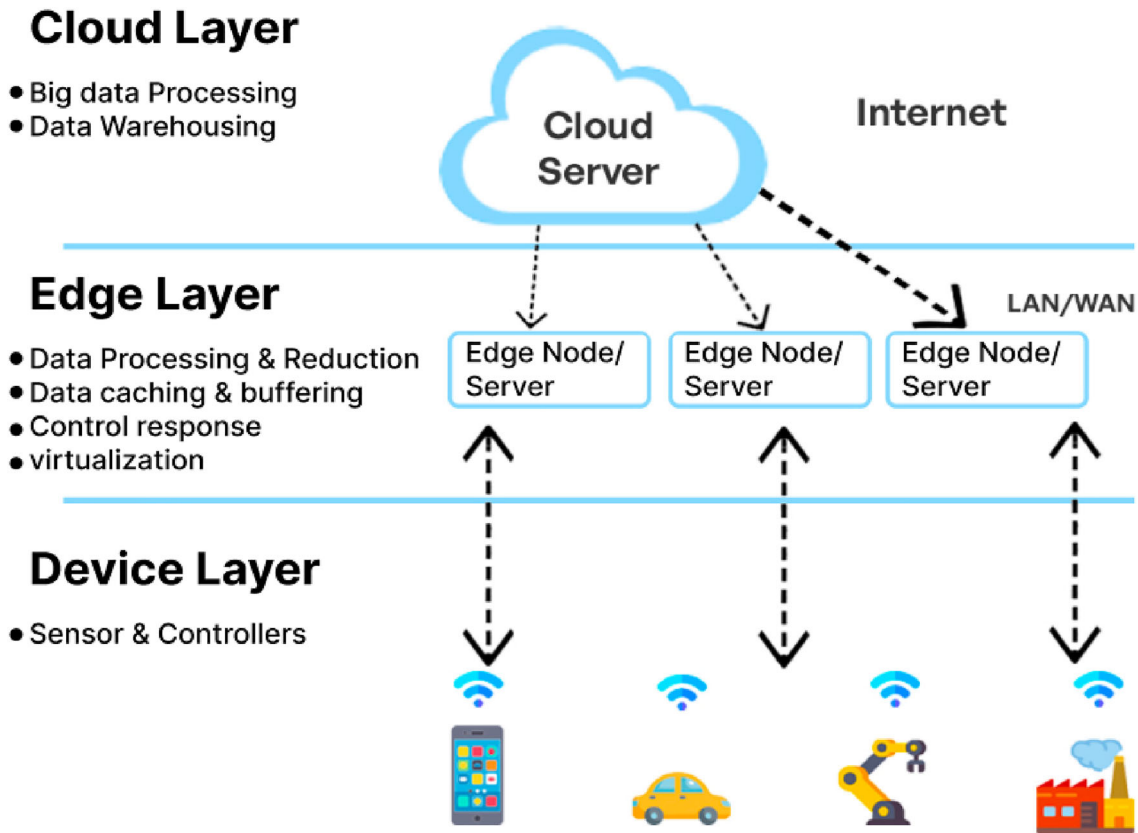 Cloud Layer
• Big data Processing
• Data Warehousing
Cloud
Server
Internet
Edge Layer
• Data Processing & Reduction
• Data caching & buffering
• Control response
• virtualization
LAN/WAN
Edge Node/
Server
Edge Node/
Server
Edge Node/
Server
Device Layer
• Sensor & Controllers